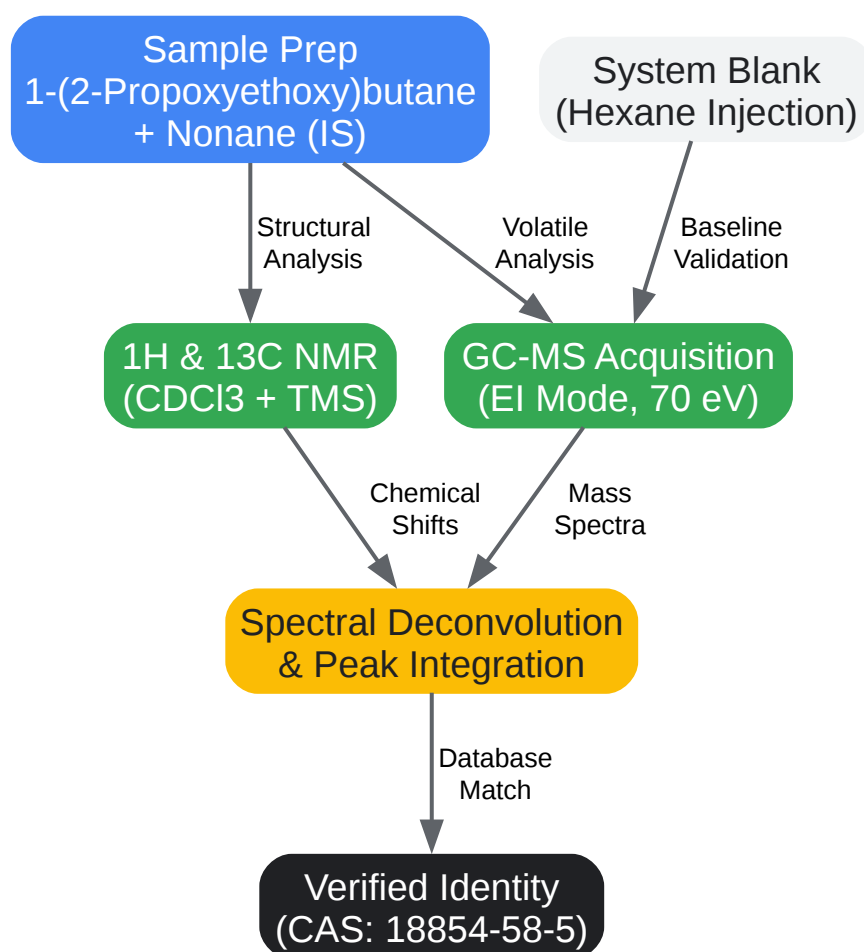 Sample Prep
1-(2-Propoxyethoxy)butane
+ Nonane (IS)
System Blank
(Hexane Injection)
Structural
Analysis
Volatile
Analysis
Baseline
Validation
1H & 13C NMR
(CDCl3 + TMS)
GC-MS Acquisition
(EI Mode, 70 eV)
Chemical
Shifts
Mass
Spectra
Spectral Deconvolution
& Peak Integration
Database
Match
Verified Identity
(CAS: 18854-58-5)